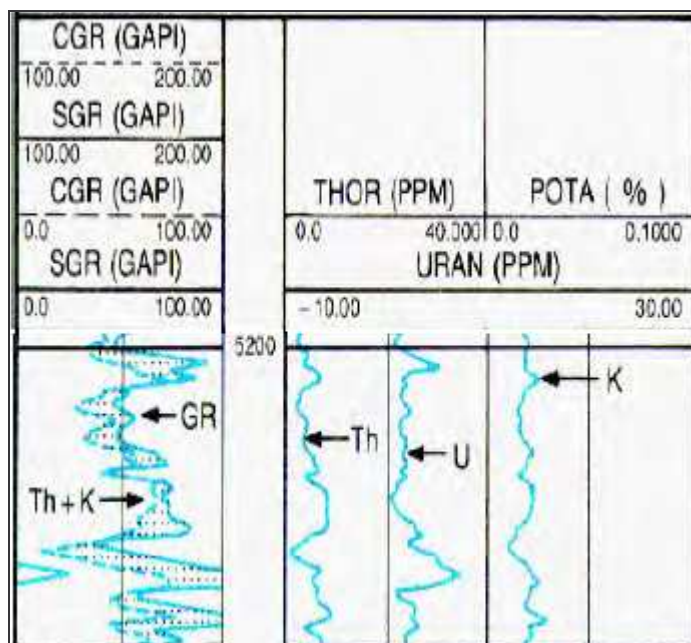 CGR (GAPI)
100.00 200.00
SGR (GAPI)
100.00 200.00
CGR (GAPI)
0.0 100.00
SGR (GAPI)
0.00 100.00
THOR (PPM) POTA ( % )
0.0 40.000 0.0 0.1000
URAN (PPM)
-10.00 30.00
5200
K
GR
Th
U
Th + K